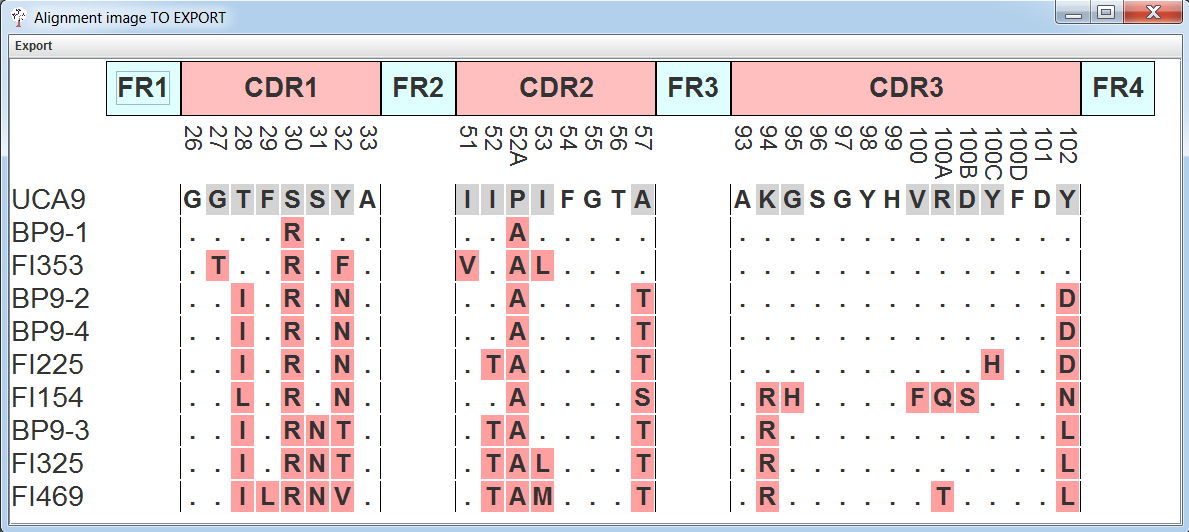 Alignment image TO EXPORT
Export
FR1 CDR1 FR2 CDR2 FR3 CDR3 FR4
26 27 28 29 30 31 32 33 51 52 52A 53 54 55 56 57 93 94 95 96 97 98 99 100 100A 100B 100C 100D 101 102
UCA9 G G T F S S Y A I I P I F G T A A K G S G Y H V R D Y F D Y
BP9-1 . . . . R . . . . . A . . . . . . . . . . . . . . . . . . .
FI353 . T . . R . F . V . A L . . . . . . . . . . . . . . . . . .
BP9-2 . . I . R . N . . . A . . . . T . . . . . . . . . . . . . D
BP9-4 . . I . R . N . . . A . . . . T . . . . . . . . . . . . . D
FI225 . . I . R . N . . T A . . . . T . . . . . . . . . . H . . D
FI154 . . L . R . N . . . A . . . . S . R H . . . . F Q S . . . N
BP9-3 . . I . R N T . . T A . . . . T . R . . . . . . . . . . . L
FI325 . . I . R N T . . T A L . . . T . R . . . . . . . . . . . L
FI469 . . I L R N V . . T A M . . . T . R . . . . . . T . . . . L